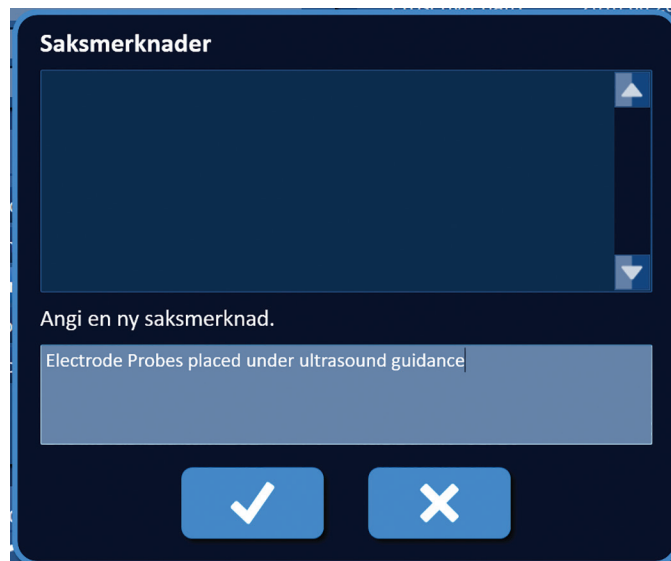 Saksmerknader
Angi en ny saksmerknad.
Electrode Probes placed under ultrasound guidance